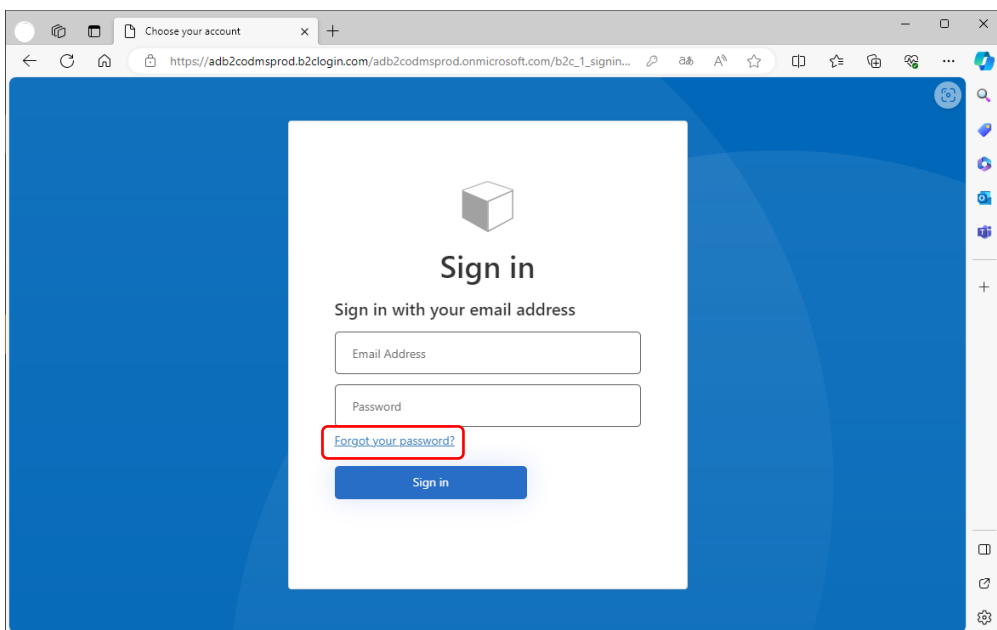 Choose your account
https://adb2codmsprod.b2clogin.com/adb2codmsprod.onmicrosoft.com/b2c_1_signin...
Sign in
Sign in with your email address
Email Address
Password
Forgot your password?
Sign in